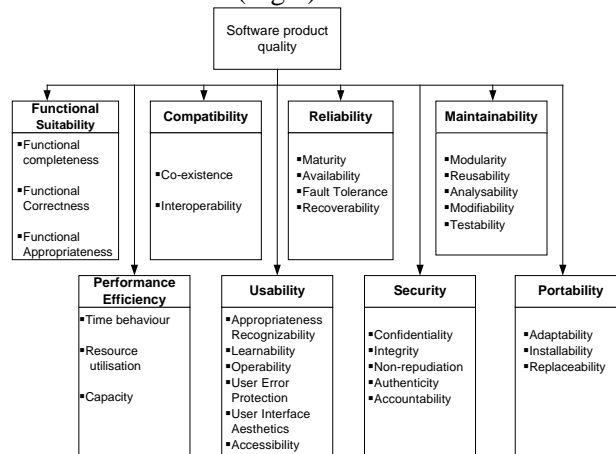 Software product
quality
Functional
Suitability
▪Functional
completeness
▪Functional
Correctness
▪Functional
Appropriateness
Compatibility
▪Co-existence
▪Interoperability
Reliability
▪Maturity
▪Availability
▪Fault Tolerance
▪Recoverability
Maintainability
▪Modularity
▪Reusability
▪Analysability
▪Modifiability
▪Testability
Performance
Efficiency
▪Time behaviour
▪Resource
utilisation
▪Capacity
Usability
▪Appropriateness
Recognizability
▪Learnability
▪Operability
▪User Error
Protection
▪User Interface
Aesthetics
▪Accessibility
Security
▪Confidentiality
▪Integrity
▪Non-repudiation
▪Authenticity
▪Accountability
Portability
▪Adaptability
▪Installability
▪Replaceability